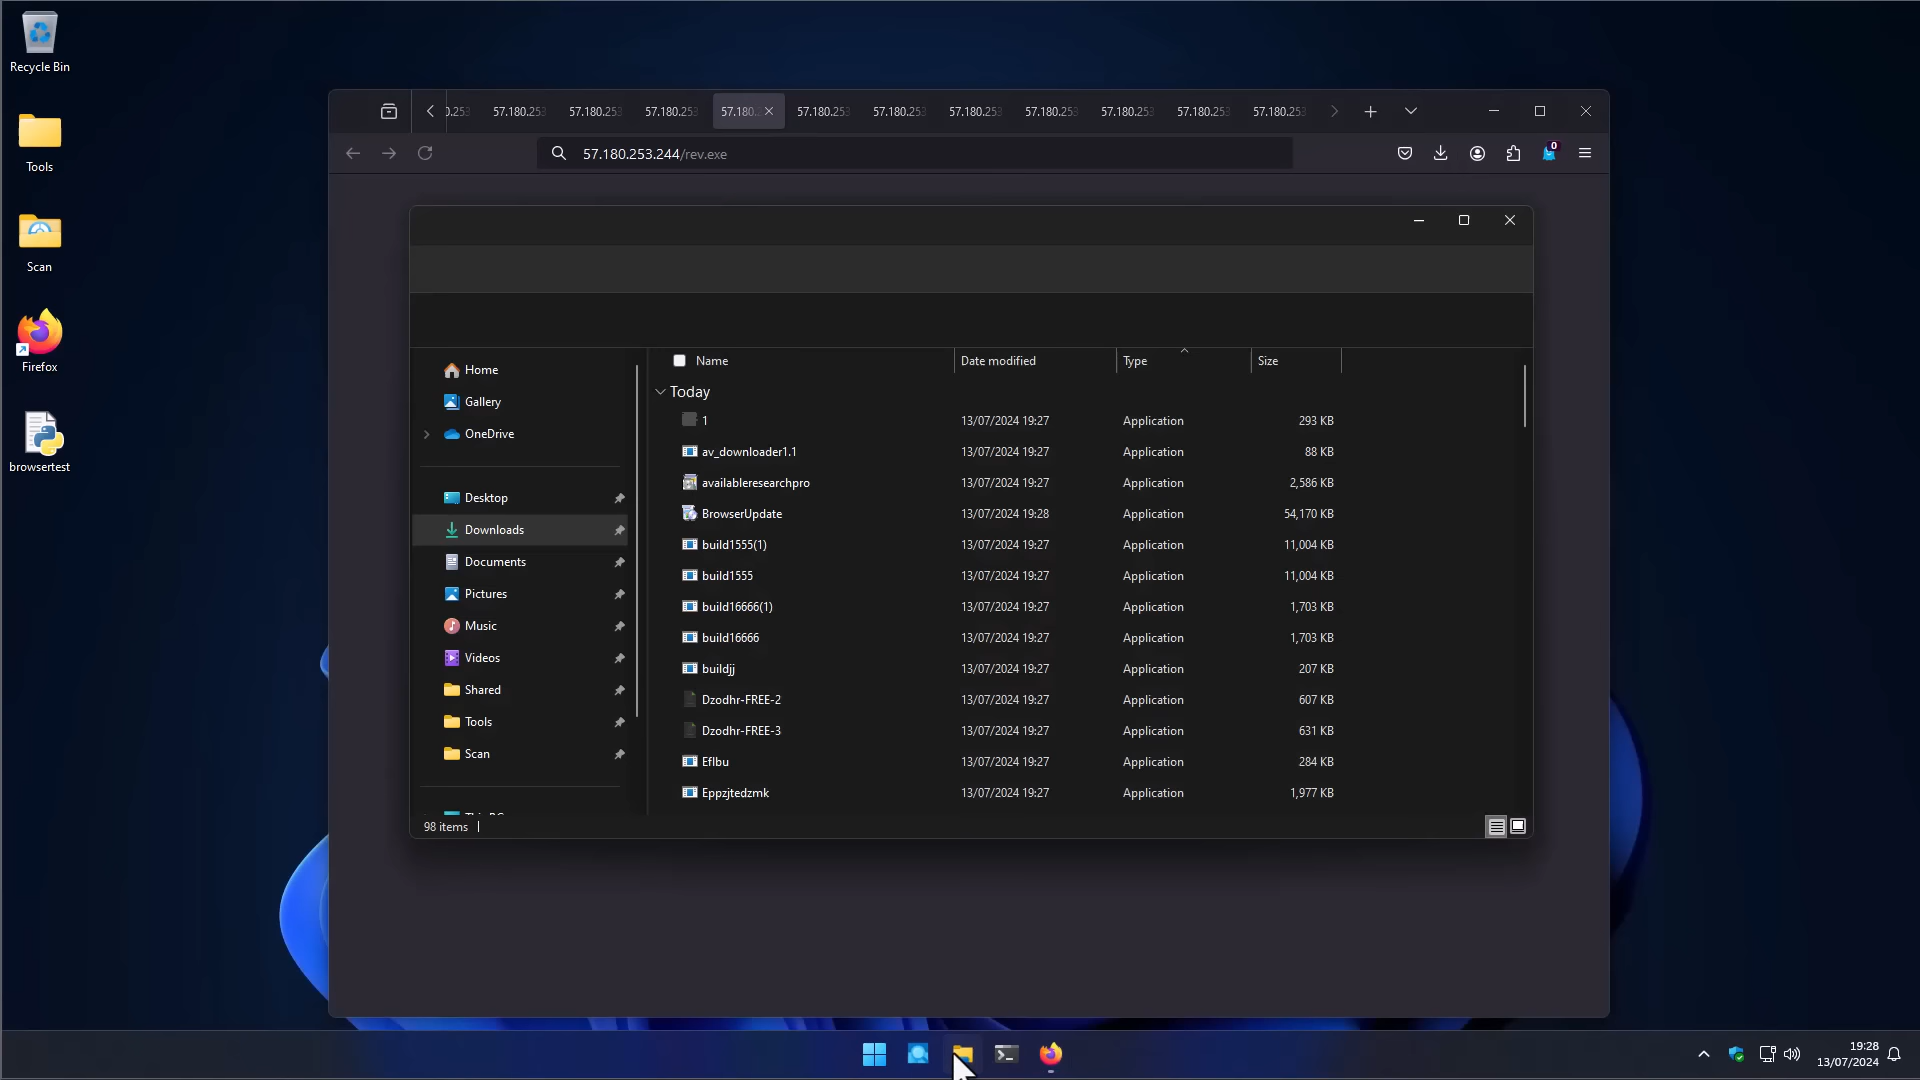 Recycle Bin
Tools
Scan
Firefox
browsertest
0.253
57.180.253
57.180.253
57.180.253
57.180.
57.180.253
57.180.253
57.180.253
57.180.253
57.180.253
57.180.253
57.180.253
57.180.253.244/rev.exe
0
Home
Gallery
OneDrive
Desktop
Downloads
Documents
Pictures
Music
Videos
Shared
Tools
Scan
Name Date modified Type Size
Today
1 13/07/2024 19:27 Application 293 KB
av_downloader1.1 13/07/2024 19:27 Application 88 KB
availableresearchpro 13/07/2024 19:27 Application 2,586 KB
BrowserUpdate 13/07/2024 19:28 Application 54,170 KB
build1555(1) 13/07/2024 19:27 Application 11,004 KB
build1555 13/07/2024 19:27 Application 11,004 KB
build16666(1) 13/07/2024 19:27 Application 1,703 KB
build16666 13/07/2024 19:27 Application 1,703 KB
buildjj 13/07/2024 19:27 Application 207 KB
Dzodhr-FREE-2 13/07/2024 19:27 Application 607 KB
Dzodhr-FREE-3 13/07/2024 19:27 Application 631 KB
Eflbu 13/07/2024 19:27 Application 284 KB
Eppzjtedzmk 13/07/2024 19:27 Application 1,977 KB
98 items
19:28
13/07/2024